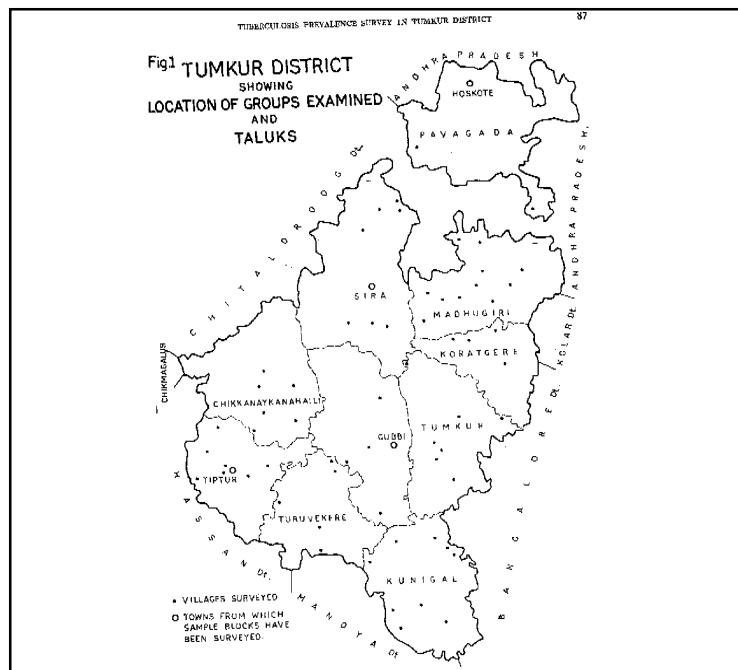 TUBERCULOSIS PREVALENCE SURVEY IN TUMKUR DISTRICT 87
Fig.1 TUMKUR DISTRICT
SHOWING
LOCATION OF GROUPS EXAMINED
AND
TALUKS
ANDHRA PRADESH
HOSKOTE
PAVAGADA
CHITALDROOG Dt.
ANDHRA PRADESH.
SIRA
MADHUGIRI
KORATGERE
KOLAR Dt.
CHIKMAGALUR
CHIKKANAYKANAHALLI
TUMKUR
GUBBI
TIPTUR
TURUVEKERE
BANGALORE Dt.
HASSAN Dt.
KUNIGAL
MANDYA Dt.
• VILLAGES SURVEYED
TOWNS FROM WHICH
SAMPLE BLOCKS HAVE
BEEN SURVEYED.